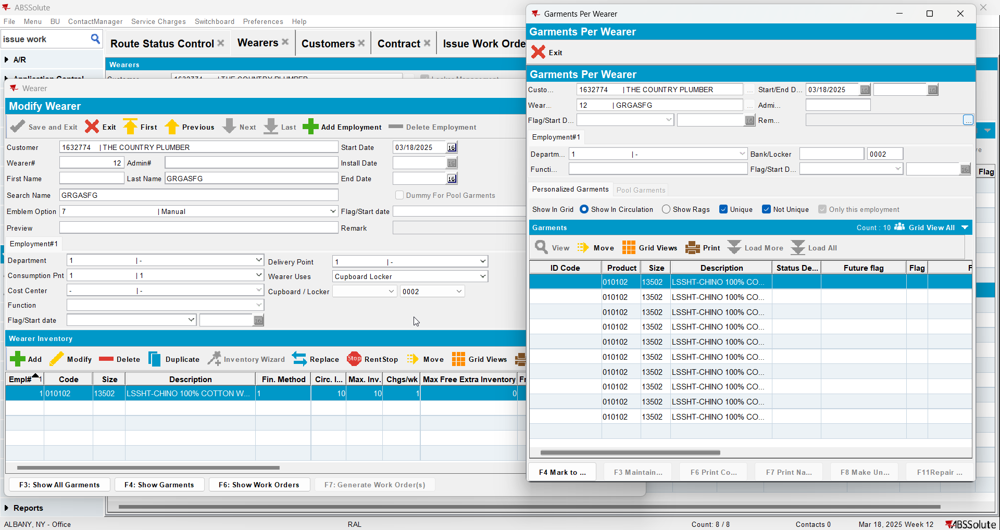 ABSSolute
File Menu BU ContactManager Service Charges Switchboard Preferences Help
issue work
Route Status Control Wearers Customers Contract Issue Work Orde
A/R
Wearers
Wearer
Modify Wearer
Save and Exit Exit First Previous Next Last Add Employment Delete Employment
Customer 1632774 | THE COUNTRY PLUMBER Start Date 03/18/2025 16
Wearer# 12 Admin# Install Date 16
First Name Last Name GRGASFG End Date 16
Search Name GRGASFG Dummy For Pool Garments
Emblem Option 7 | Manual Flag/Start date
Preview Remark
Employment#1
Department 1 | - Delivery Point 1 | -
Consumption Pnt 1 | 1 Wearer Uses Cupboard Locker
Cost Center - | - Cupboard / Locker 0002
Function
Flag/Start date 16
Wearer Inventory
Add Modify Delete Duplicate Inventory Wizard Replace Stop RentStop Move Grid Views
Empl# 1 Code Size Description Fin. Method Circ. I... Max. Inv. Chgs/wk Max Free Extra Inventory Fr
1 010102 13502 LSSHT-CHINO 100% COTTON W... 1 10 10 1 0
F3: Show All Garments F4: Show Garments F6: Show Work Orders F7: Generate Work Order(s)
Reports
Garments Per Wearer
Garments Per Wearer
Exit
Garments Per Wearer
Custo... 1632774 | THE COUNTRY PLUMBER ... Start/End D... 03/18/2025 16 16
Wear... 12 | GRGASFG ... Admi...
Flag/Start D... 16 Rem... ...
Employment#1
Departm... 1 | - Bank/Locker 0002
Functi... Flag/Start D... 16
Personalized Garments Pool Garments
Show In Grid Show In Circulation Show Rags Unique Not Unique Only this employment
Garments Count : 10 Grid View All
View Move Grid Views Print Load More Load All
ID Code Product Size Description Status De... Future flag Flag F
010102 13502 LSSHT-CHINO 100% CO...
010102 13502 LSSHT-CHINO 100% CO...
010102 13502 LSSHT-CHINO 100% CO...
010102 13502 LSSHT-CHINO 100% CO...
010102 13502 LSSHT-CHINO 100% CO...
010102 13502 LSSHT-CHINO 100% CO...
010102 13502 LSSHT-CHINO 100% CO...
010102 13502 LSSHT-CHINO 100% CO...
010102 13502 LSSHT-CHINO 100% CO...
010102 13502 LSSHT-CHINO 100% CO...
F4 Mark to ... F3 Maintain... F6 Print Co... F7 Print Na... F8 Make Un... F11Repair ...
Flag
ALBANY, NY - Office RAL Count: 8 / 8 Contacts 0 Mar 18, 2025 Week 12 ABSSolute